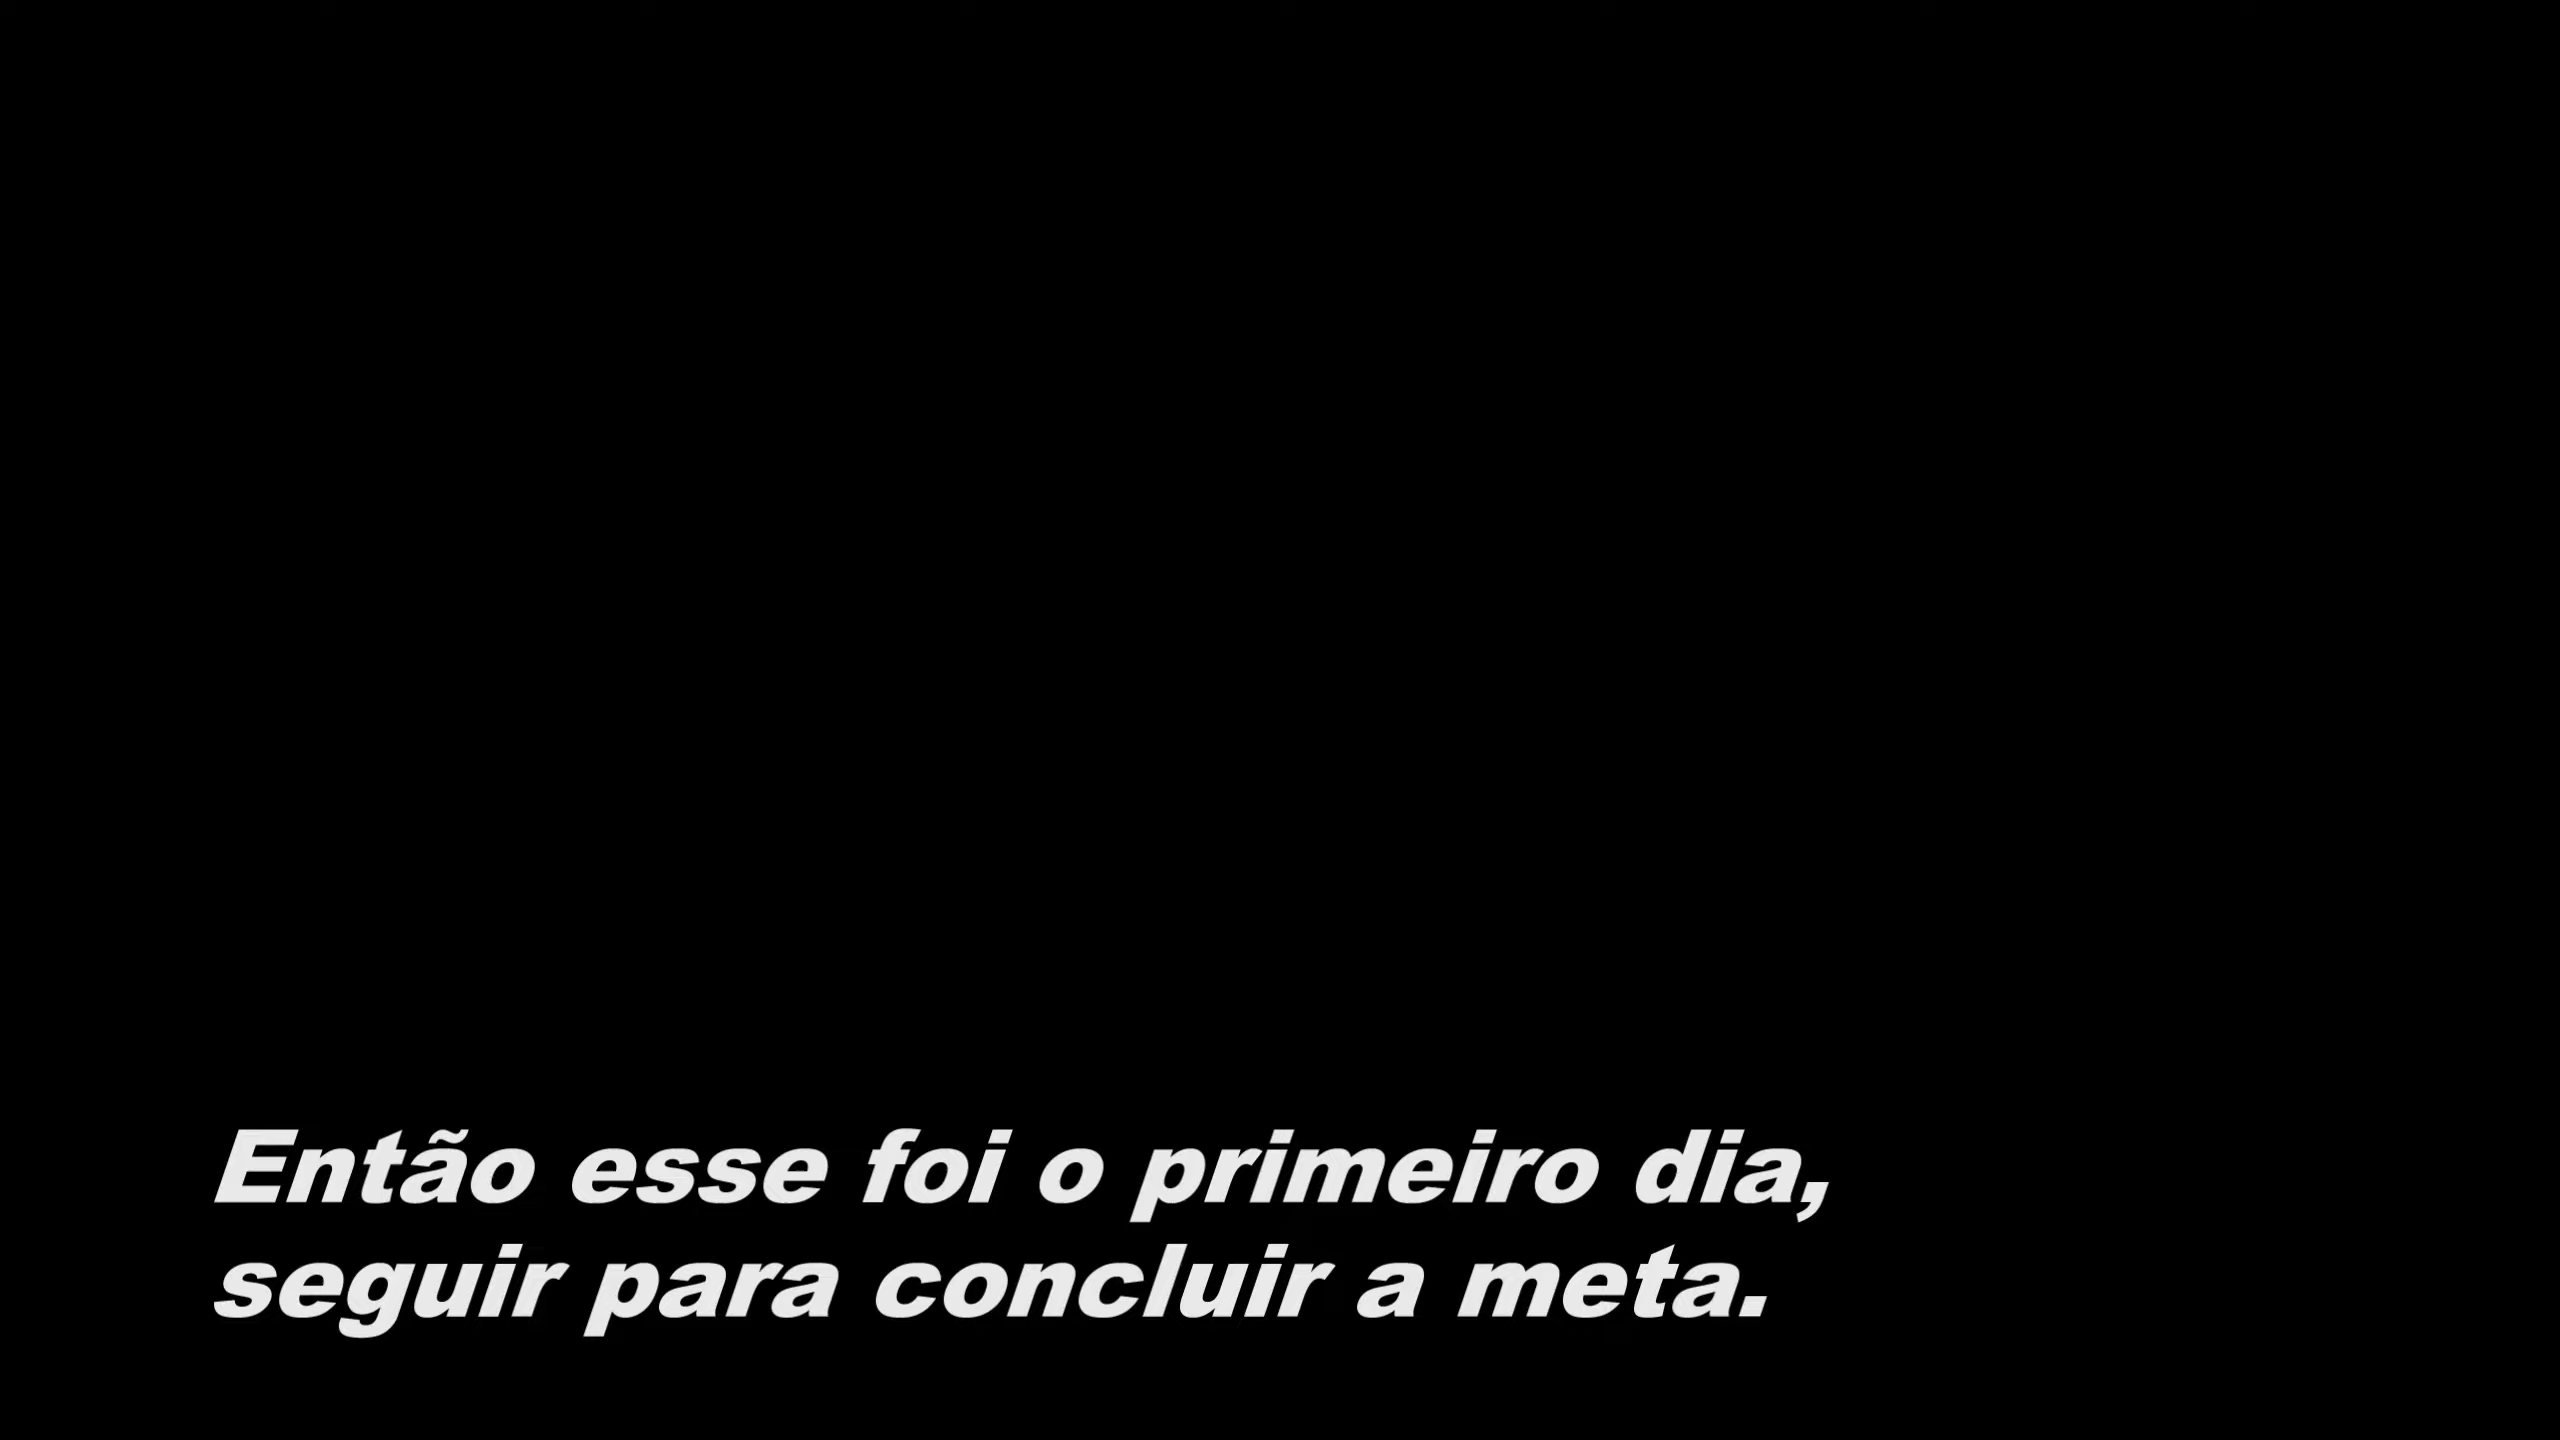 Então esse foi o primeiro dia,
seguir para concluir a meta.